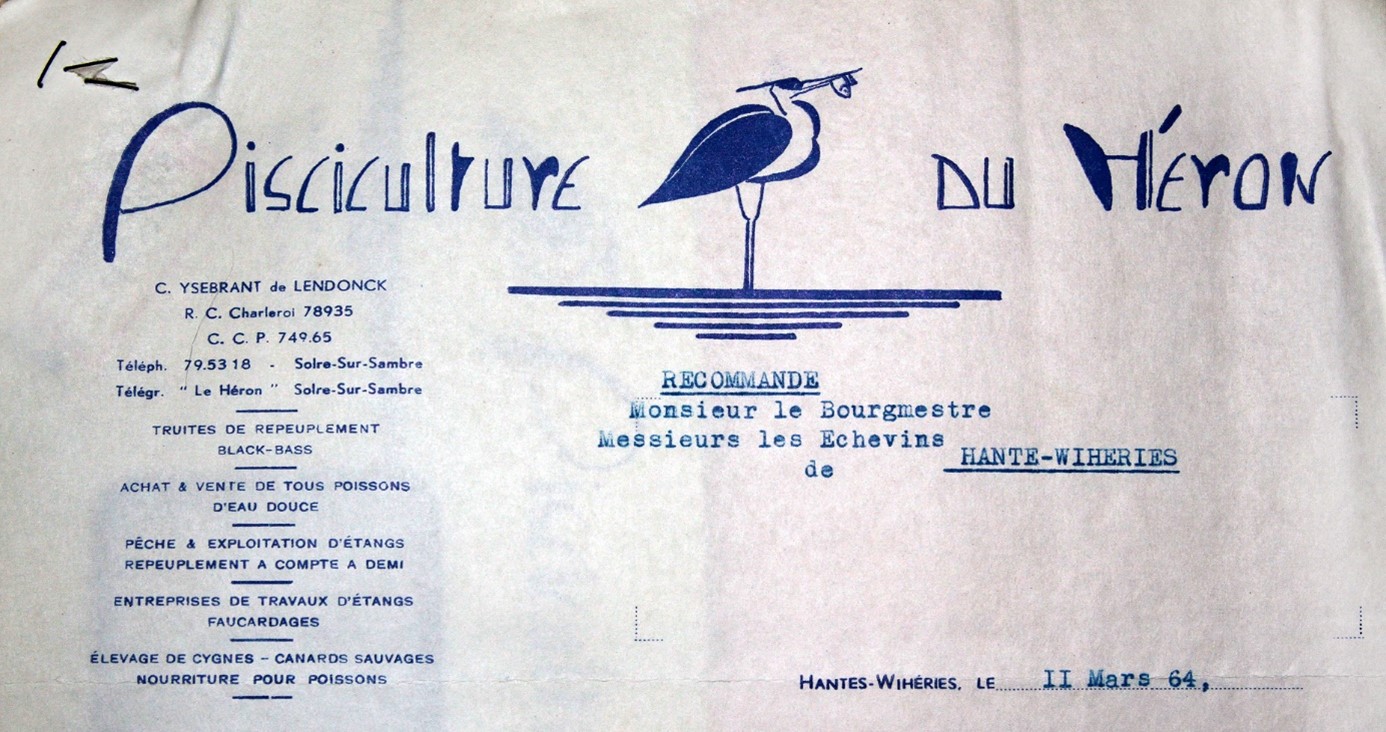 Pisciculture du Héron
C. YSEBRANT de LENDONCK
R. C. Charleroi 78935
C. C. P. 749.65
Téléph. 79.53 18 - Solre-Sur-Sambre
Télégr. " Le Héron " Solre-Sur-Sambre
TRUITES DE REPEUPLEMENT
BLACK-BASS
ACHAT & VENTE DE TOUS POISSONS
D'EAU DOUCE
PÊCHE & EXPLOITATION D'ÉTANGS
REPEUPLEMENT A COMPTE A DEMI
ENTREPRISES DE TRAVAUX D'ÉTANGS
FAUCARDAGES
ÉLEVAGE DE CYGNES – CANARDS SAUVAGES
NOURRITURE POUR POISSONS
RECOMMANDE
Monsieur le Bourgmestre
Messieurs les Echevins
de HANTE-WIHERIES
HANTES-WIHÉRIES, LE II Mars 64,